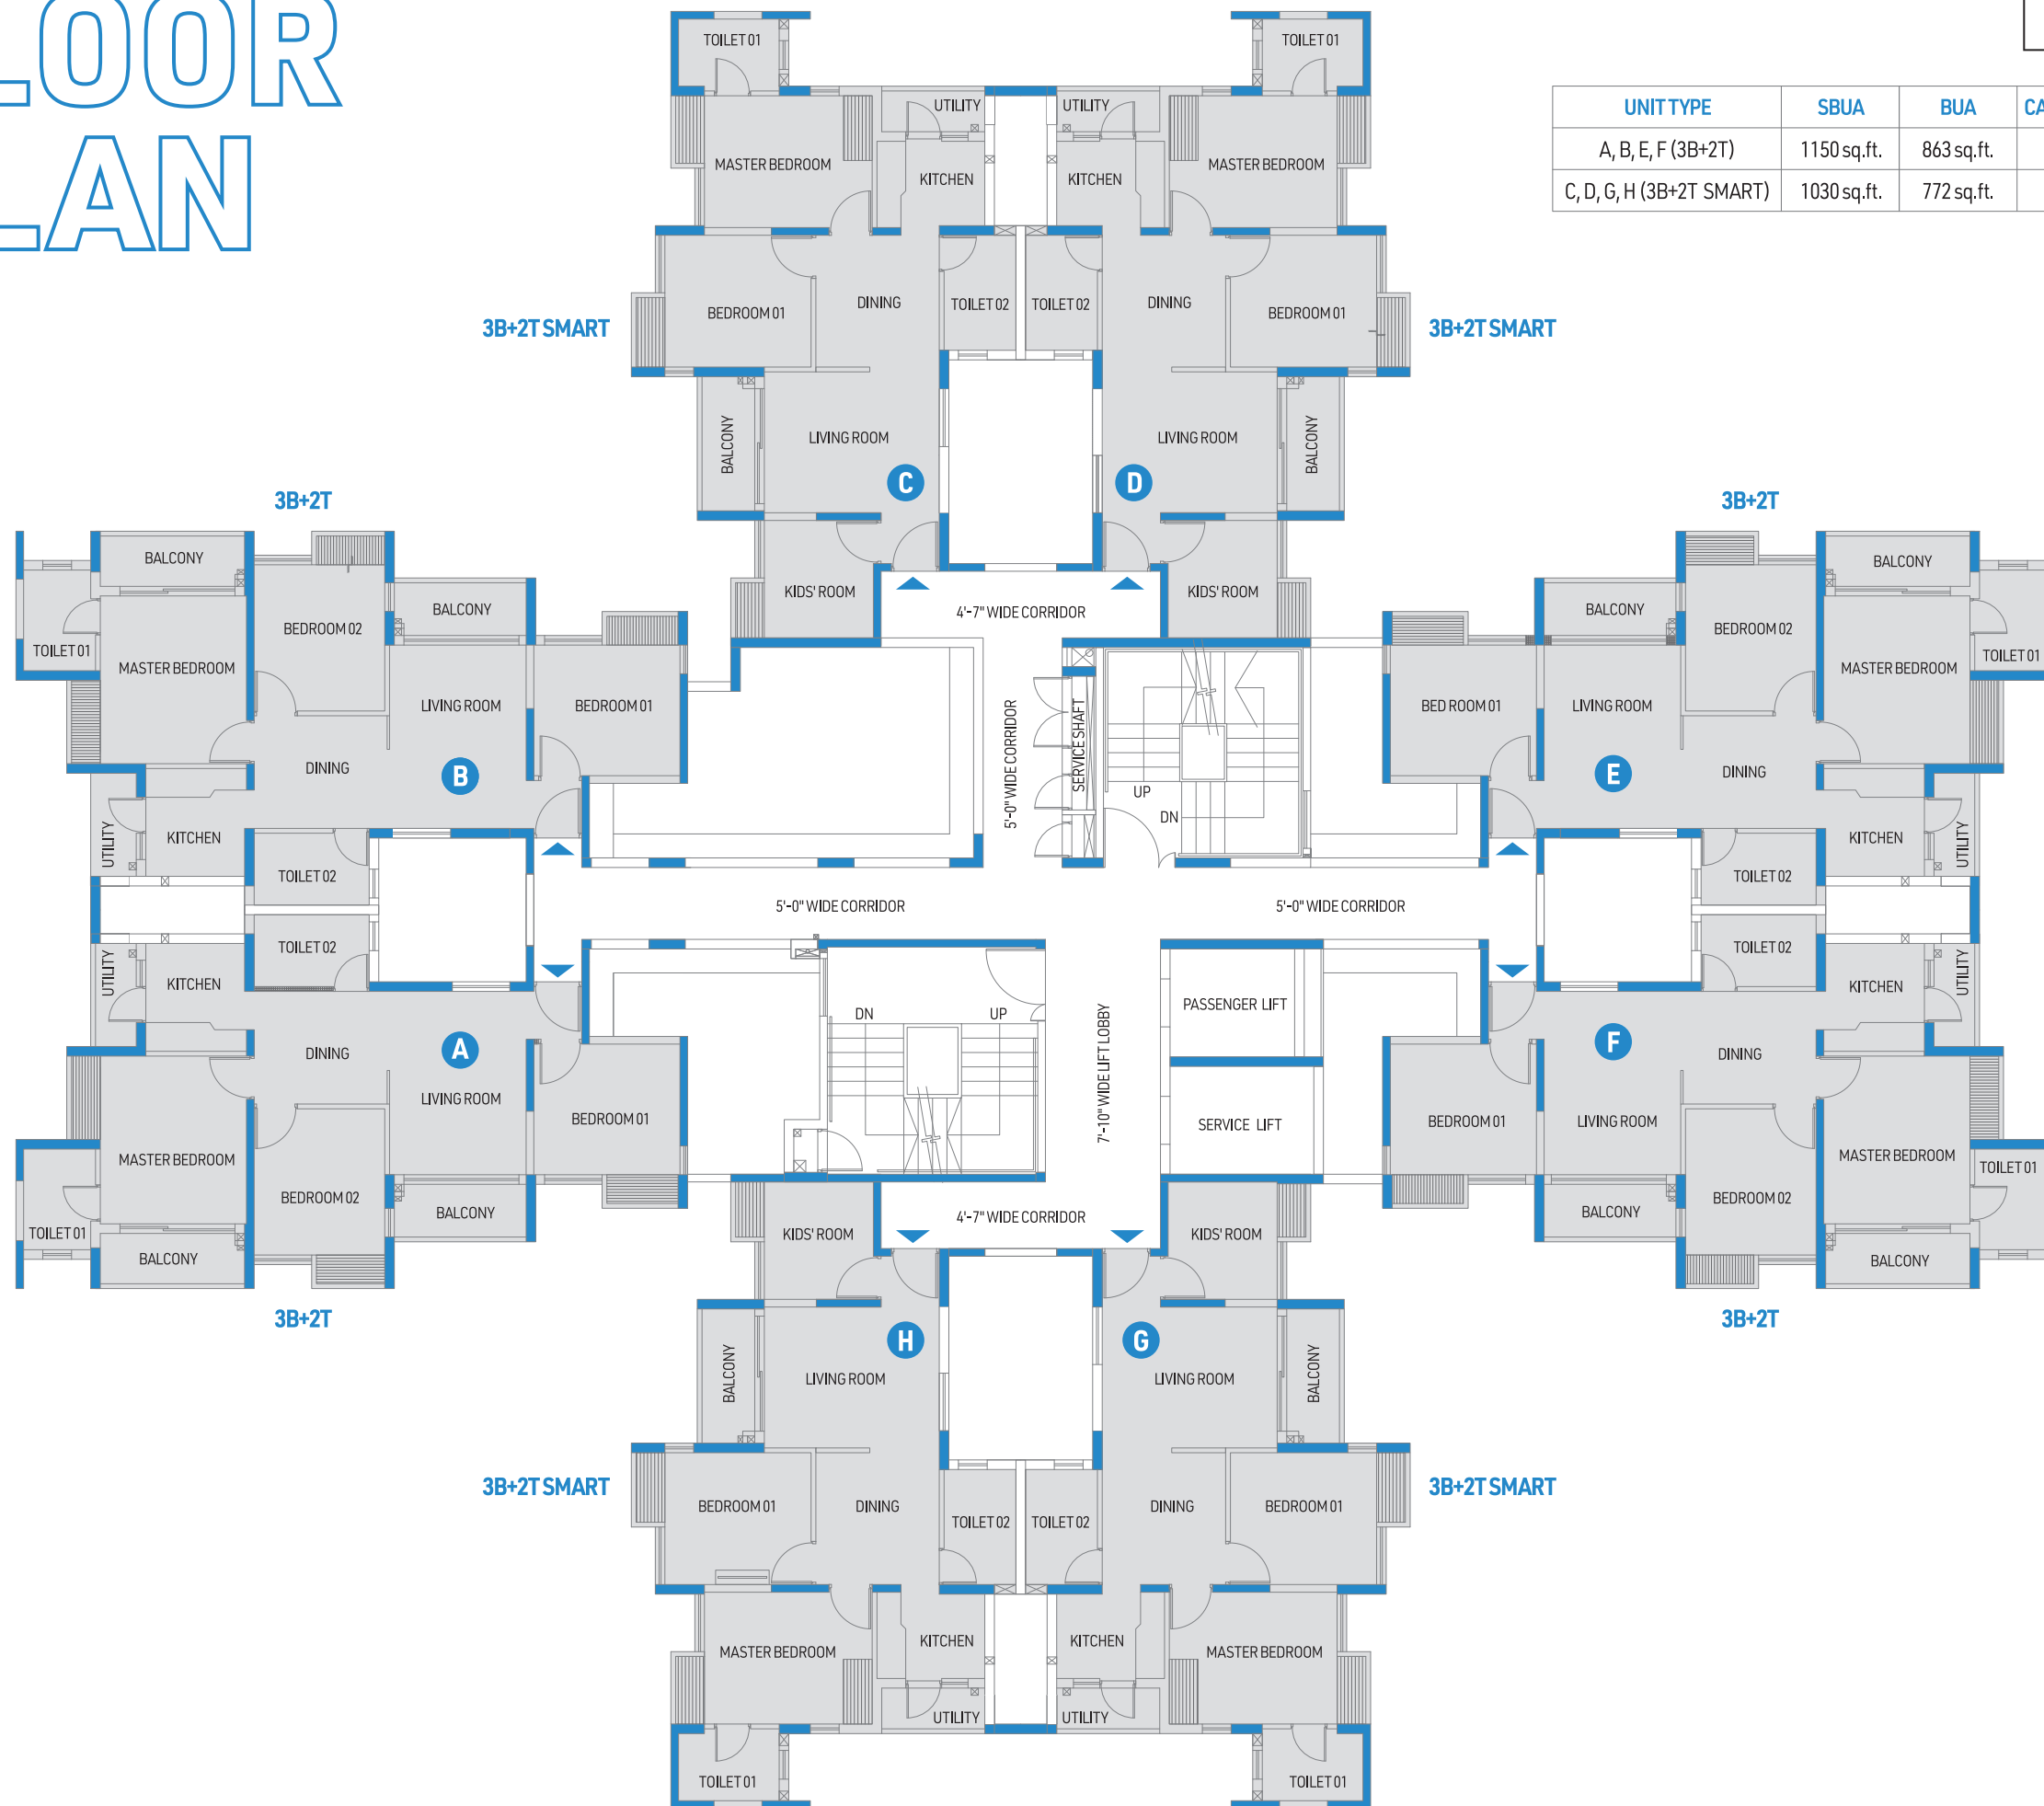 LOOR
LAN
UNIT TYPE SBUA BUA CA
A, B, E, F (3B+2T) 1150 sq.ft. 863 sq.ft.
C, D, G, H (3B+2T SMART) 1030 sq.ft. 772 sq.ft.
TOILET 01
TOILET 01
UTILITY
UTILITY
MASTER BEDROOM
KITCHEN
KITCHEN
MASTER BEDROOM
3B+2T SMART
BEDROOM 01
DINING
TOILET 02
TOILET 02
DINING
BEDROOM 01
3B+2T SMART
BALCONY
LIVING ROOM
C
D
LIVING ROOM
BALCONY
KIDS' ROOM
KIDS' ROOM
4'-7" WIDE CORRIDOR
3B+2T
BALCONY
BEDROOM 02
BALCONY
TOILET 01
MASTER BEDROOM
LIVING ROOM
BEDROOM 01
DINING
B
UTILITY
KITCHEN
TOILET 02
5'-0" WIDE CORRIDOR
SERVICE SHAFT
UP
DN
3B+2T
BALCONY
BALCONY
BEDROOM 02
TOILET 01
MASTER BEDROOM
BED ROOM 01
LIVING ROOM
E
DINING
KITCHEN
UTILITY
TOILET 02
5'-0" WIDE CORRIDOR
5'-0" WIDE CORRIDOR
TOILET 02
UTILITY
KITCHEN
DINING
A
LIVING ROOM
BEDROOM 01
MASTER BEDROOM
BEDROOM 02
BALCONY
TOILET 01
BALCONY
3B+2T
DN
UP
7'-10" WIDE LIFT LOBBY
PASSENGER LIFT
SERVICE LIFT
TOILET 02
KITCHEN
UTILITY
F
DINING
BEDROOM 01
LIVING ROOM
MASTER BEDROOM
TOILET 01
BEDROOM 02
BALCONY
BALCONY
3B+2T
KIDS' ROOM
4'-7" WIDE CORRIDOR
KIDS' ROOM
H
G
BALCONY
LIVING ROOM
LIVING ROOM
BALCONY
3B+2T SMART
BEDROOM 01
DINING
TOILET 02
TOILET 02
DINING
BEDROOM 01
3B+2T SMART
MASTER BEDROOM
KITCHEN
KITCHEN
MASTER BEDROOM
UTILITY
UTILITY
TOILET 01
TOILET 01